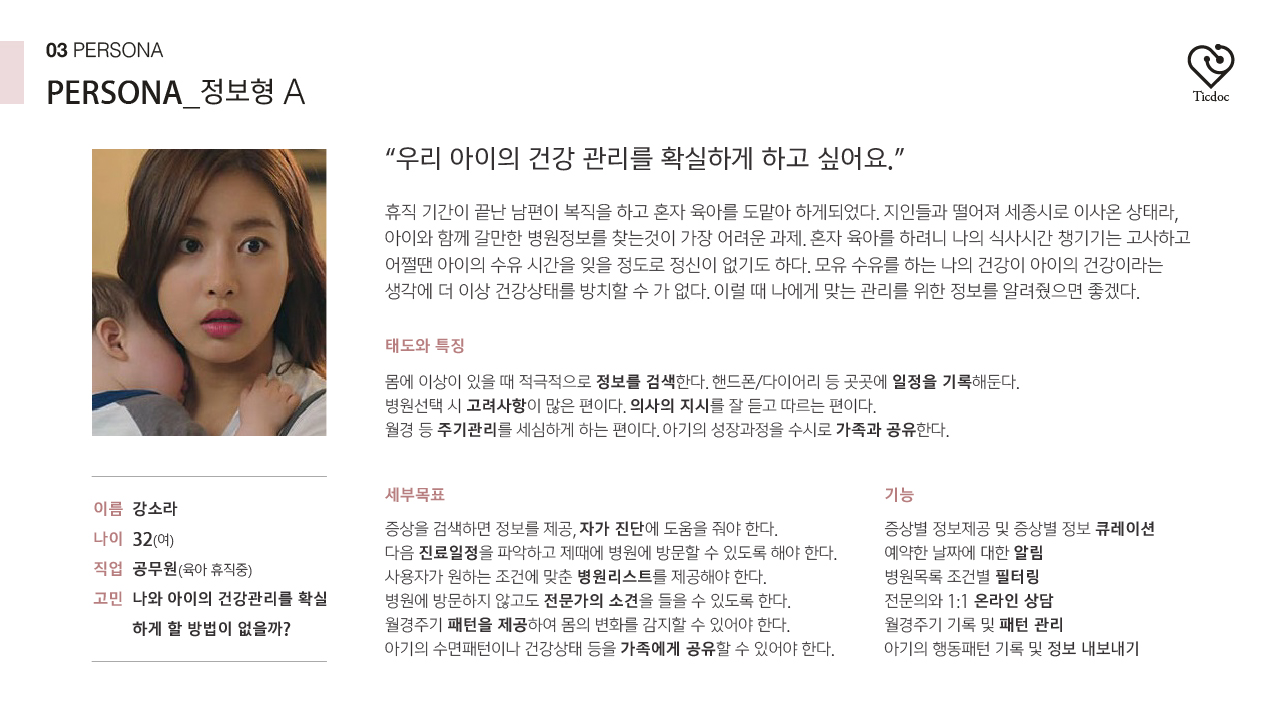 03 PERSONA
PERSONA_정보형 A
Ticdoc
“우리 아이의 건강 관리를 확실하게 하고 싶어요.”
휴직 기간이 끝난 남편이 복직을 하고 혼자 육아를 도맡아 하게되었다. 지인들과 떨어져 세종시로 이사온 상태라,
아이와 함께 갈만한 병원정보를 찾는것이 가장 어려운 과제. 혼자 육아를 하려니 나의 식사시간 챙기기는 고사하고
어쩔땐 아이의 수유 시간을 잊을 정도로 정신이 없기도 하다. 모유 수유를 하는 나의 건강이 아이의 건강이라는
생각에 더 이상 건강상태를 방치할 수 가 없다. 이럴 때 나에게 맞는 관리를 위한 정보를 알려줬으면 좋겠다.
태도와 특징
몸에 이상이 있을 때 적극적으로 정보를 검색한다. 핸드폰/다이어리 등 곳곳에 일정을 기록해둔다.
병원선택 시 고려사항이 많은 편이다. 의사의 지시를 잘 듣고 따르는 편이다.
월경 등 주기관리를 세심하게 하는 편이다. 아기의 성장과정을 수시로 가족과 공유한다.
이름 강소라
나이 32(여)
직업 공무원(육아 휴직중)
고민 나와 아이의 건강관리를 확실
하게 할 방법이 없을까?
세부목표
증상을 검색하면 정보를 제공, 자가 진단에 도움을 줘야 한다.
다음 진료일정을 파악하고 제때에 병원에 방문할 수 있도록 해야 한다.
사용자가 원하는 조건에 맞춘 병원리스트를 제공해야 한다.
병원에 방문하지 않고도 전문가의 소견을 들을 수 있도록 한다.
월경주기 패턴을 제공하여 몸의 변화를 감지할 수 있어야 한다.
아기의 수면패턴이나 건강상태 등을 가족에게 공유할 수 있어야 한다.
기능
증상별 정보제공 및 증상별 정보 큐레이션
예약한 날짜에 대한 알림
병원목록 조건별 필터링
전문의와 1:1 온라인 상담
월경주기 기록 및 패턴 관리
아기의 행동패턴 기록 및 정보 내보내기